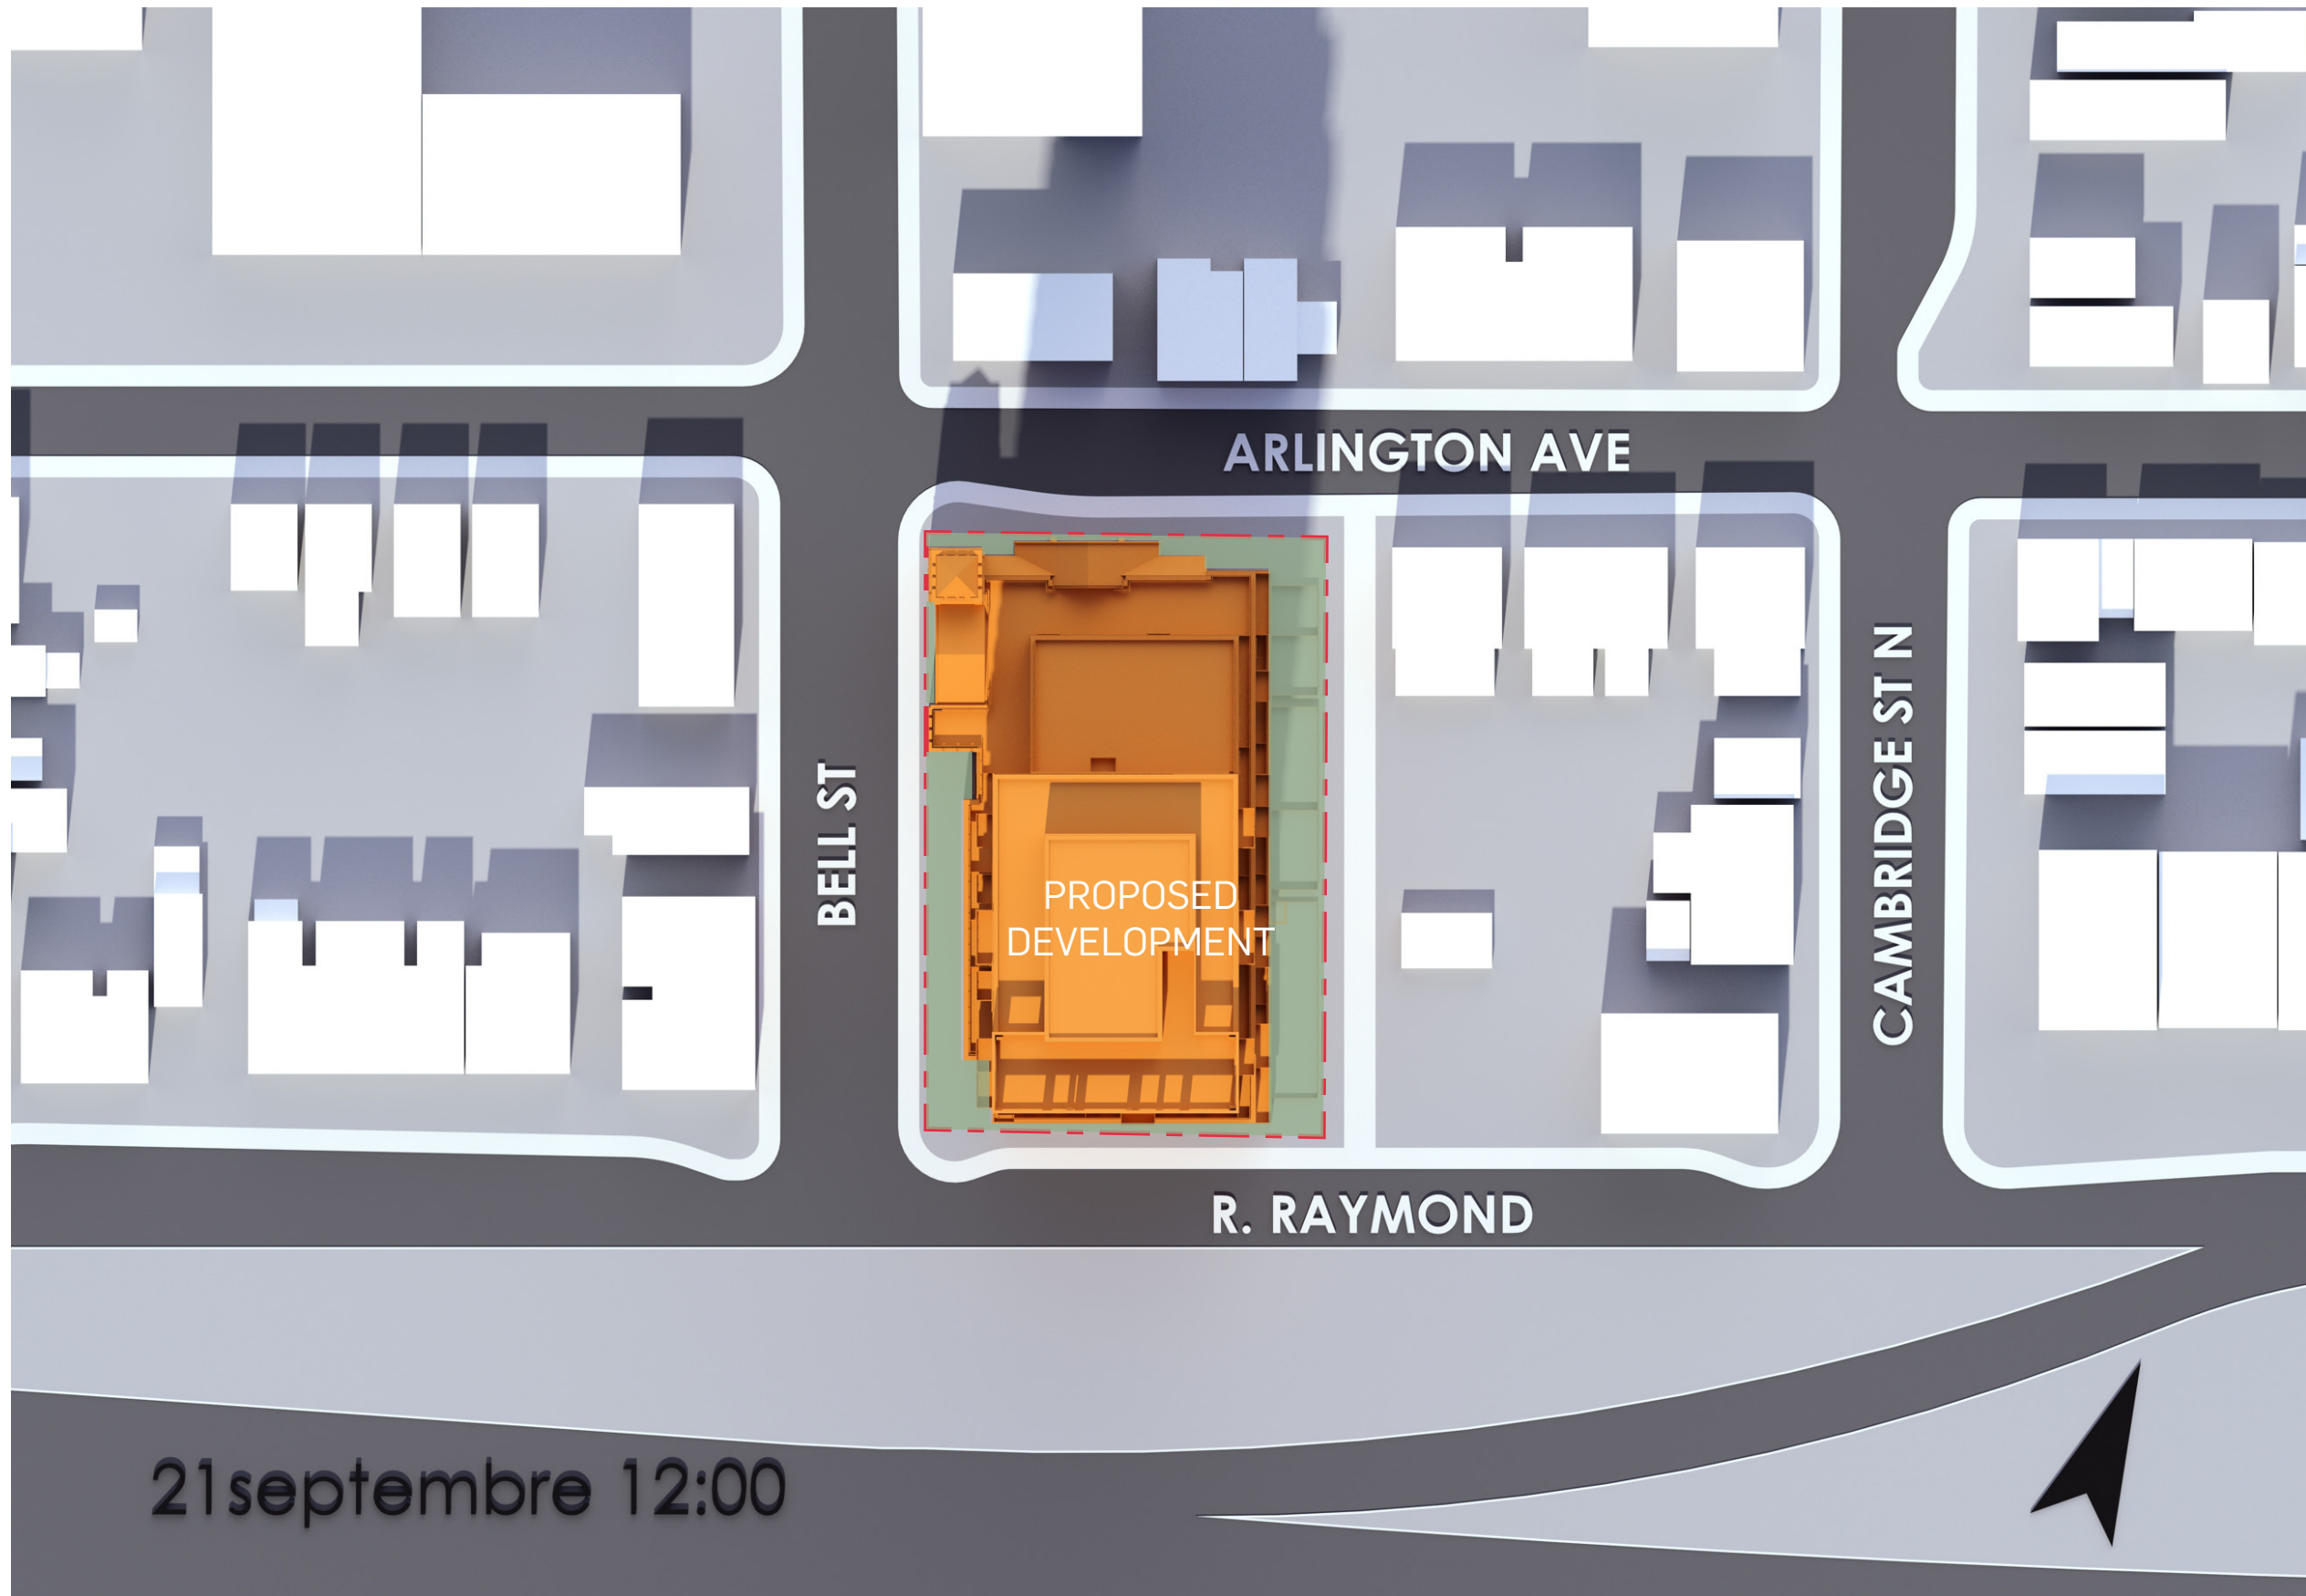 ARLINGTON AVE
BELL ST
CAMBRIDGE ST N
PROPOSED
DEVELOPMENT
R. RAYMOND
21septembre 12:00